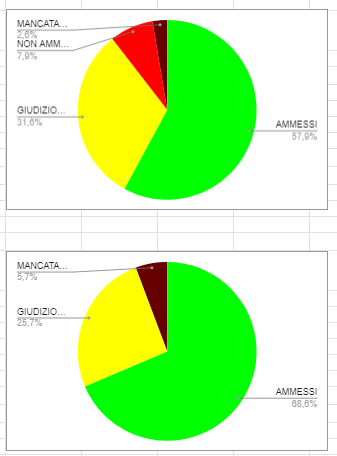 MANCATA...
2,6%
NON AMM...
7,9%
GIUDIZIO...
31,6%
AMMESSI
57,9%
MANCATA...
5,7%
GIUDIZIO...
25,7%
AMMESSI
68,6%